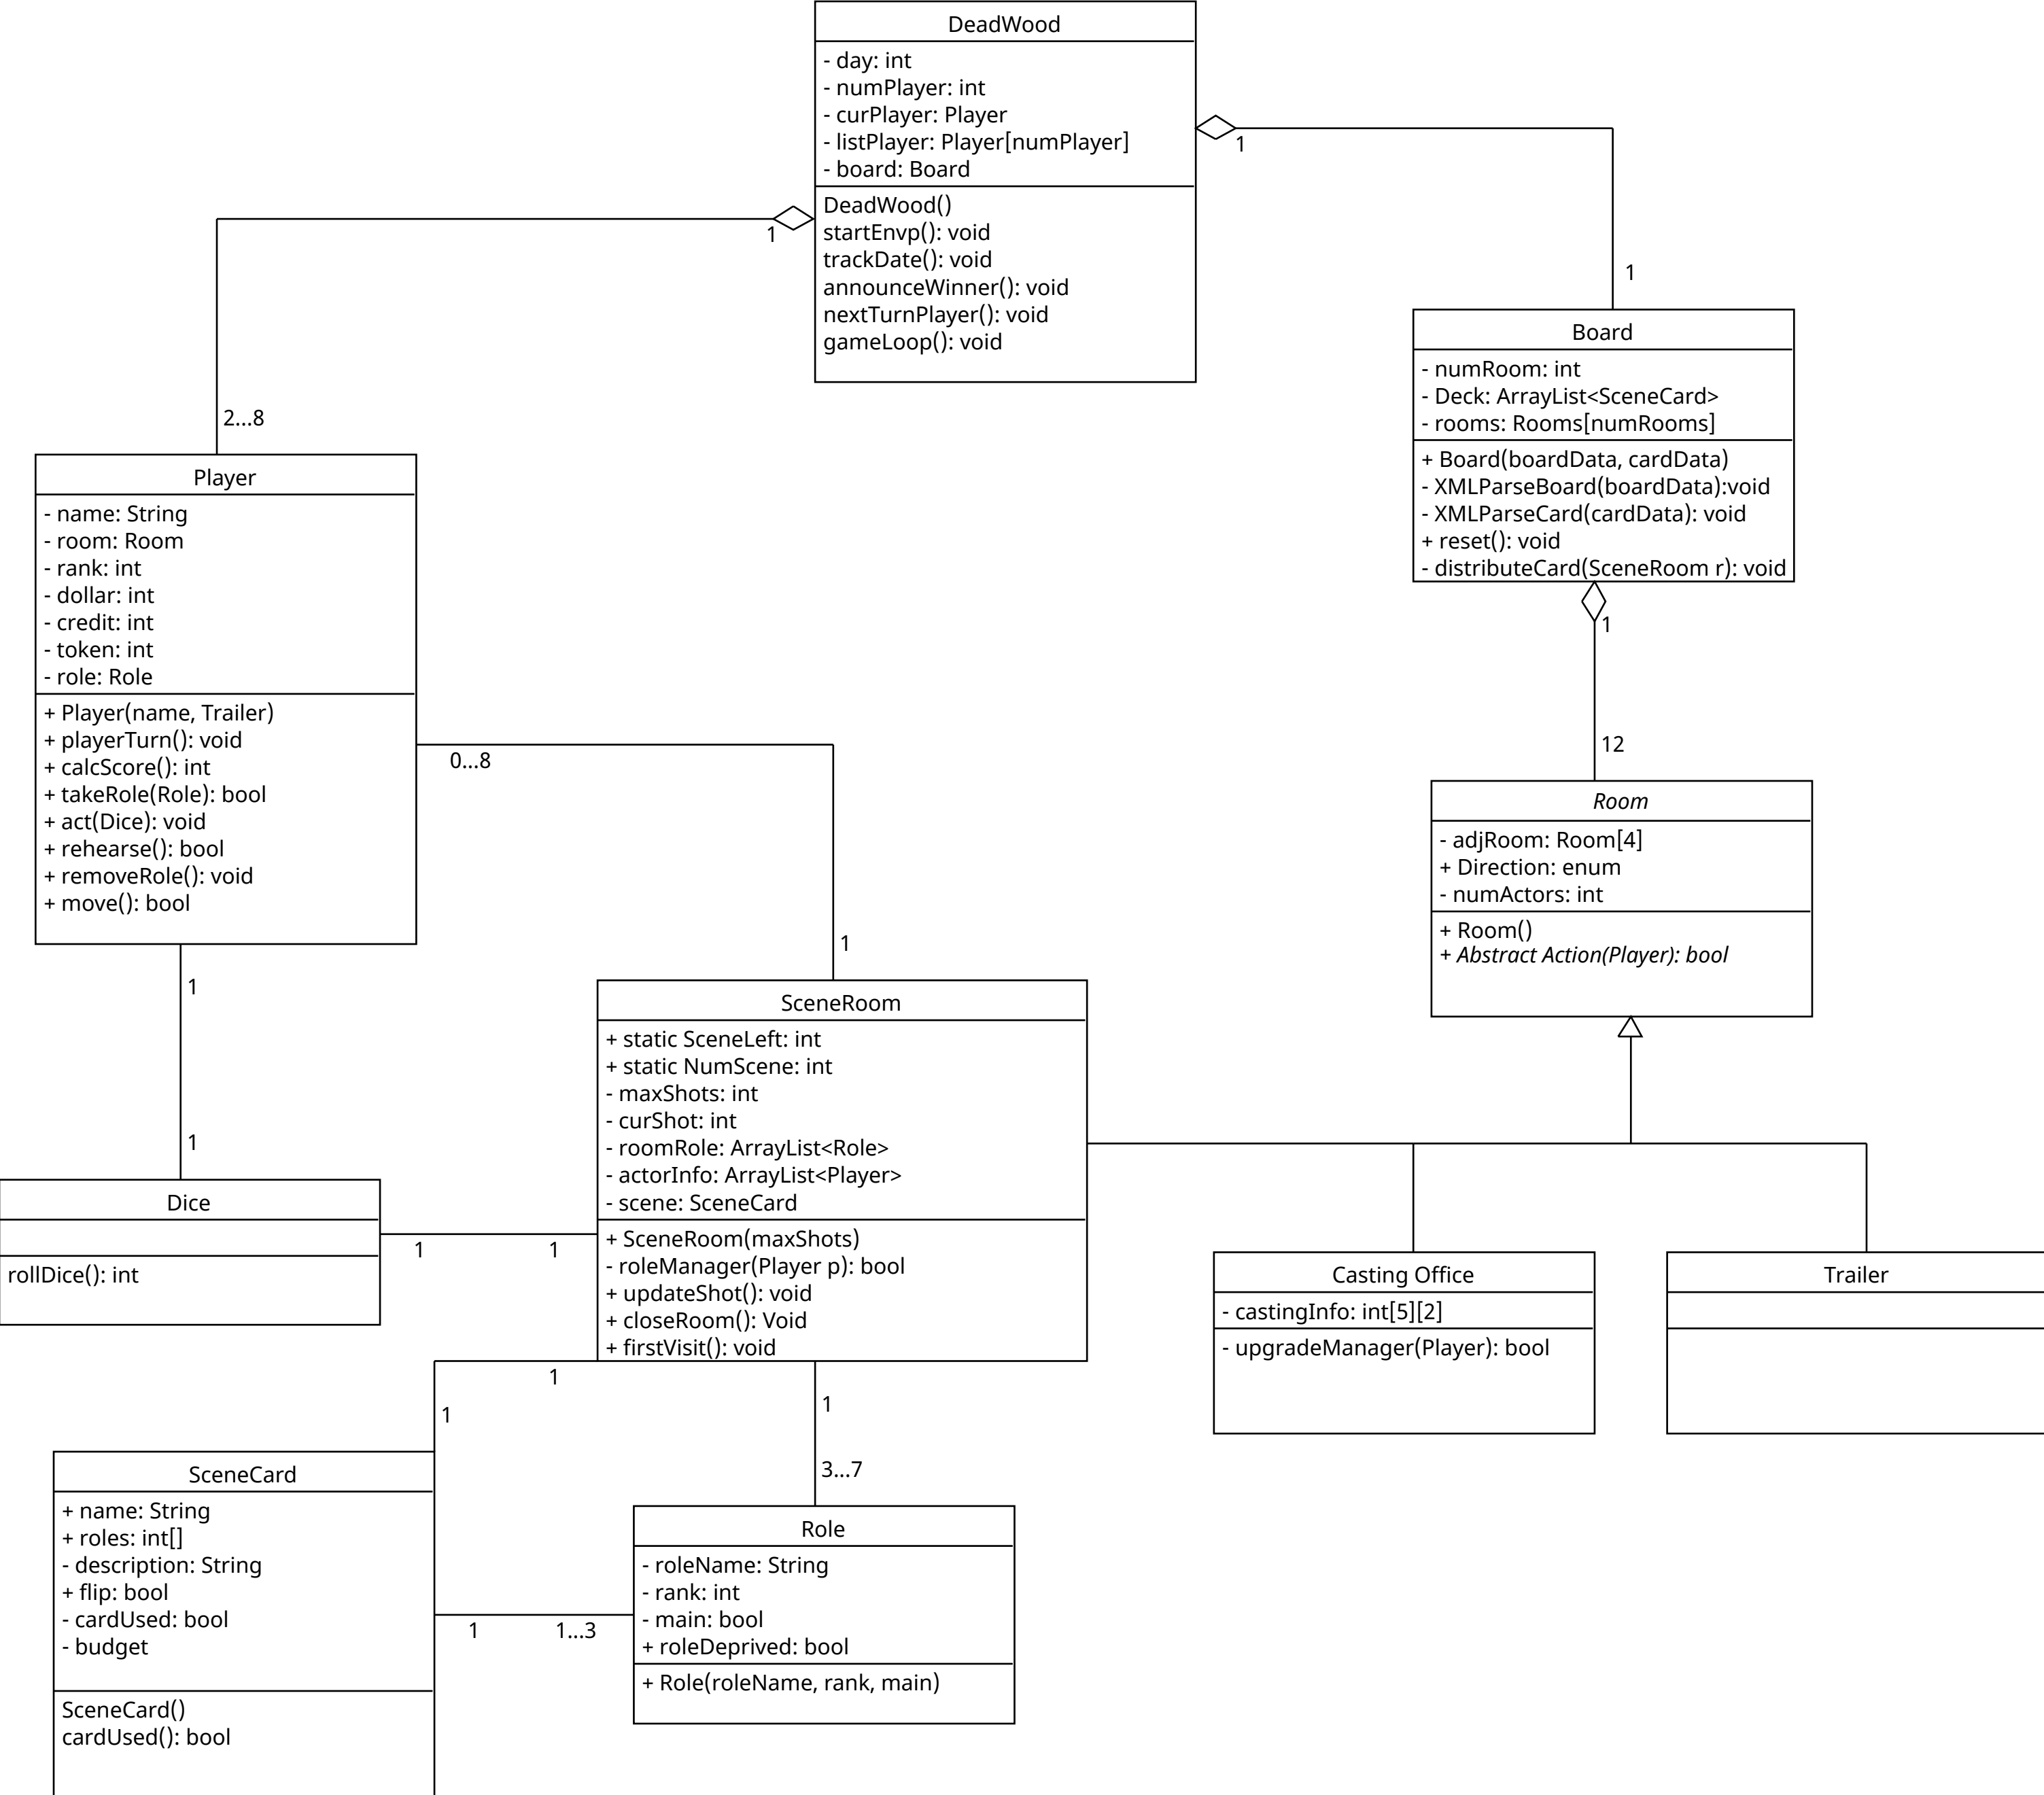 DeadWood
- day: int
- numPlayer: int
- curPlayer: Player
- listPlayer: Player[numPlayer]
- board: Board
DeadWood()
startEnvp(): void
trackDate(): void
announceWinner(): void
nextTurnPlayer(): void
gameLoop(): void
1
1
1
2...8
Board
- numRoom: int
- Deck: ArrayList<SceneCard>
- rooms: Rooms[numRooms]
+ Board(boardData, cardData)
- XMLParseBoard(boardData):void
- XMLParseCard(cardData): void
+ reset(): void
- distributeCard(SceneRoom r): void
1
12
Player
- name: String
- room: Room
- rank: int
- dollar: int
- credit: int
- token: int
- role: Role
+ Player(name, Trailer)
+ playerTurn(): void
+ calcScore(): int
+ takeRole(Role): bool
+ act(Dice): void
+ rehearse(): bool
+ removeRole(): void
+ move(): bool
0...8
1
1
1
Room
- adjRoom: Room[4]
+ Direction: enum
- numActors: int
+ Room()
+ Abstract Action(Player): bool
SceneRoom
+ static SceneLeft: int
+ static NumScene: int
- maxShots: int
- curShot: int
- roomRole: ArrayList<Role>
- actorInfo: ArrayList<Player>
- scene: SceneCard
+ SceneRoom(maxShots)
- roleManager(Player p): bool
+ updateShot(): void
+ closeRoom(): Void
+ firstVisit(): void
Dice
rollDice(): int
1
1
Casting Office
- castingInfo: int[5][2]
- upgradeManager(Player): bool
Trailer
1
1
1
3...7
SceneCard
+ name: String
+ roles: int[]
- description: String
+ flip: bool
- cardUsed: bool
- budget
SceneCard()
cardUsed(): bool
1
1...3
Role
- roleName: String
- rank: int
- main: bool
+ roleDeprived: bool
+ Role(roleName, rank, main)